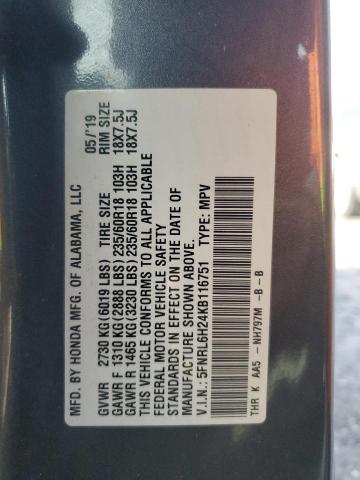 MFD. BY HONDA MFG. OF ALABAMA, LLC 05/'19
TIRE SIZE RIM SIZE
GVWR 2730 KG(6019 LBS)
GAWR F 1310 KG(2888 LBS) 235/60R18 103H 18X7.5J
GAWR R 1465 KG(3230 LBS) 235/60R18 103H 18X7.5J
THIS VEHICLE CONFORMS TO ALL APPLICABLE
FEDERAL MOTOR VEHICLE SAFETY
STANDARDS IN EFFECT ON THE DATE OF
MANUFACTURE SHOWN ABOVE.
V.I.N.: 5FNRL6H24KB116751 TYPE: MPV
THR K AA5 - NH797M -B - B